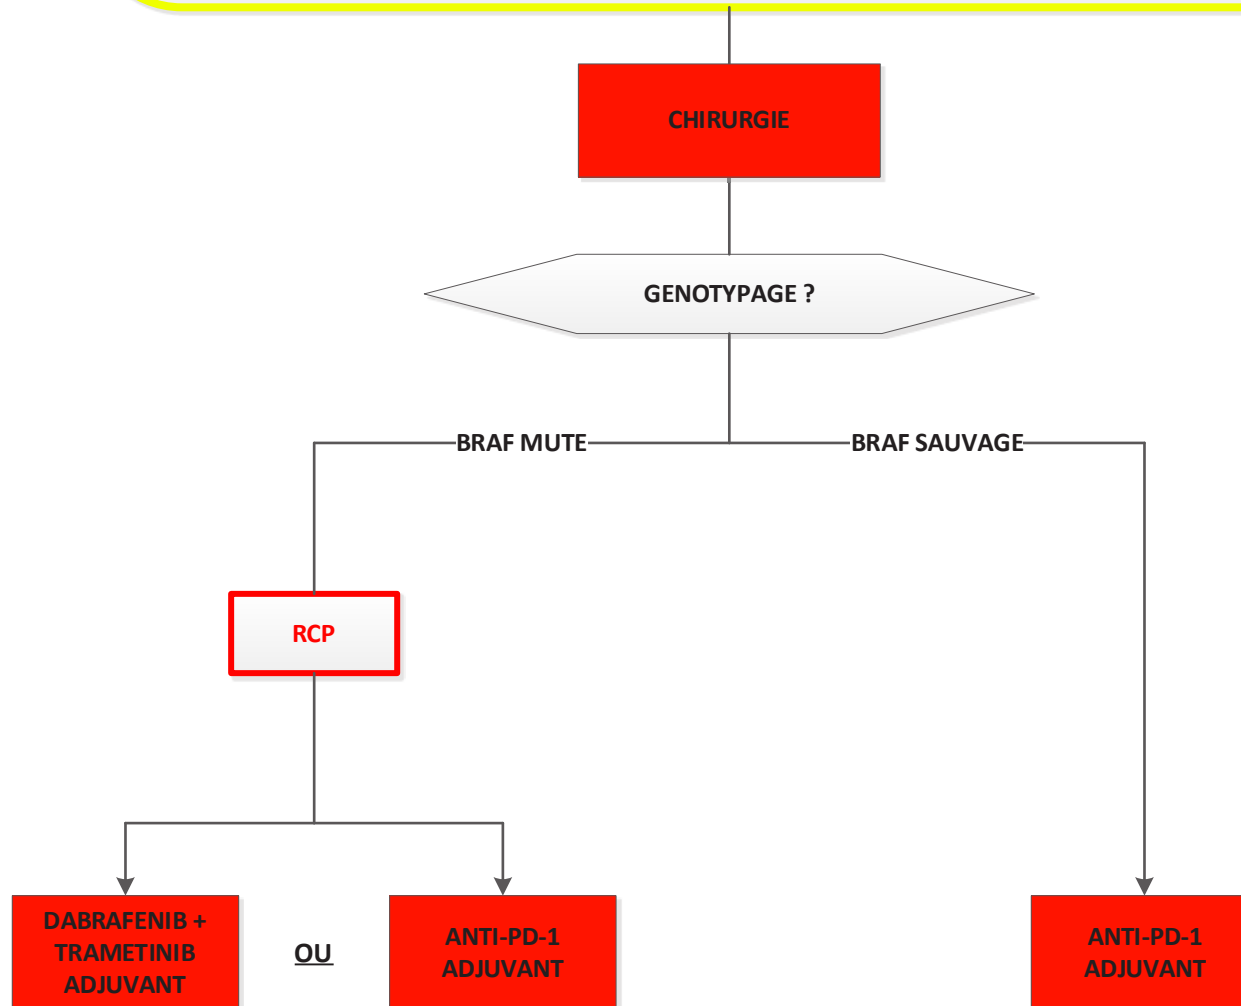 CHIRURGIE
GENOTYPAGE ?
BRAF MUTE
BRAF SAUVAGE
RCP
DABRAFENIB +
TRAMETINIB
ADJUVANT
OU
ANTI-PD-1
ADJUVANT
ANTI-PD-1
ADJUVANT